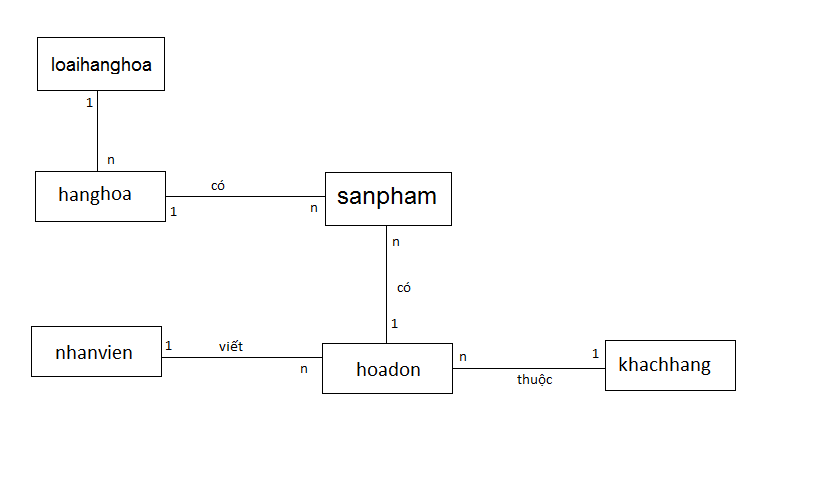 loaihanghoa
1
n
hanghoa
có
1
n
sanpham
n
có
1
nhanvien
1
viết
n
hoadon
n
1
thuộc
khachhang